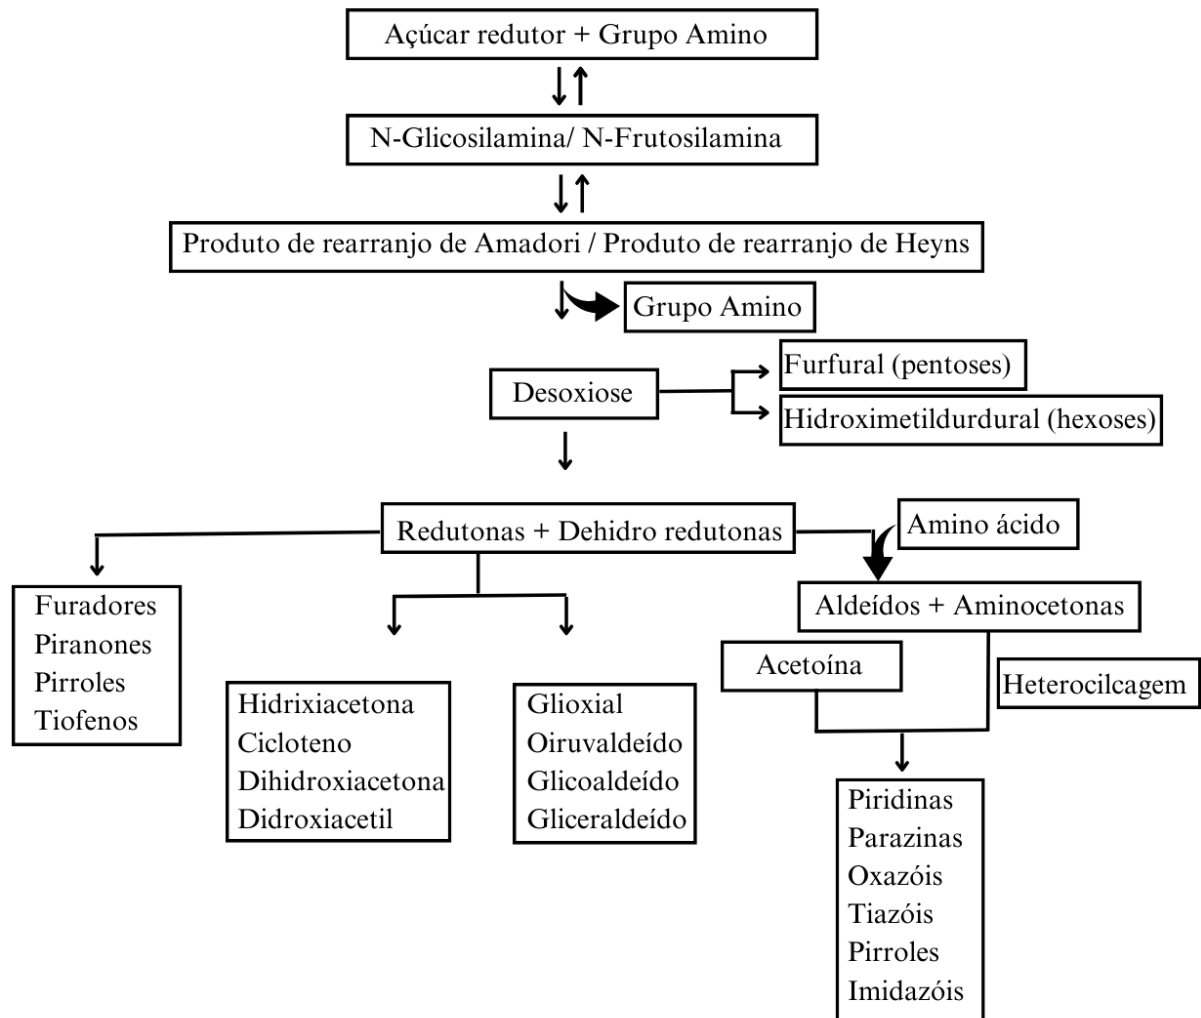 Açúcar redutor + Grupo Amino
N-Glicosilamina/ N-Frutosilamina
Produto de rearranjo de Amadori / Produto de rearranjo de Heyns
Grupo Amino
Furfural (pentoses)
Desoxiose
Hidroximetildurdural (hexoses)
Amino ácido
Redutonas + Dehidro redutonas
Furadores
Piranones
Pirroles
Tiofenos
Aldeídos + Aminocetonas
Acetoína
Heterocilcagem
Hidrixiacetona
Cicloteno
Dihidroxiacetona
Didroxiacetil
Glioxial
Oiruvaldeído
Glicoaldeído
Gliceraldeído
Piridinas
Parazinas
Oxazóis
Tiazóis
Pirroles
Imidazóis